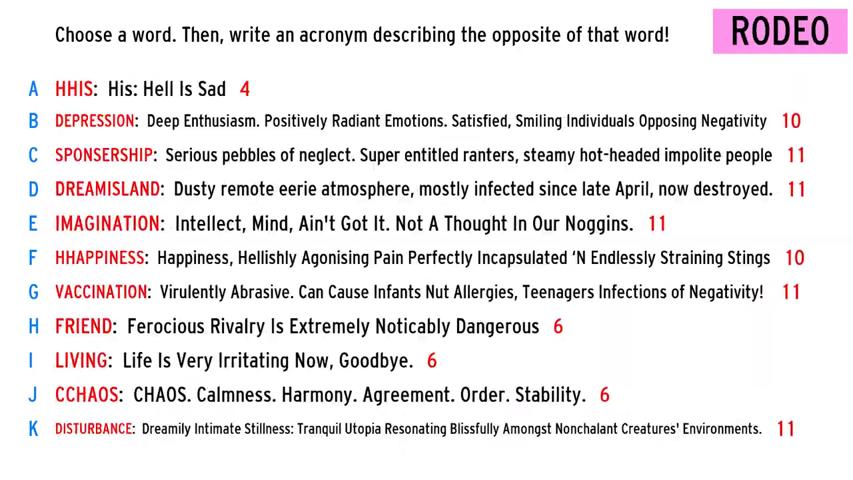 Choose a word. Then, write an acronym describing the opposite of that word!
RODEO
A HHIS: His: Hell Is Sad 4
B DEPRESSION: Deep Enthusiasm. Positively Radiant Emotions. Satisfied, Smiling Individuals Opposing Negativity 10
C SPONSERSHIP: Serious pebbles of neglect. Super entitled ranters, steamy hot-headed impolite people 11
D DREAMISLAND: Dusty remote eerie atmosphere, mostly infected since late April, now destroyed. 11
E IMAGINATION: Intellect, Mind, Ain't Got It. Not A Thought In Our Noggins. 11
F HHAPPINESS: Happiness, Hellishly Agonising Pain Perfectly Incapsulated ‘N Endlessly Straining Stings 10
G VACCINATION: Virulently Abrasive. Can Cause Infants Nut Allergies, Teenagers Infections of Negativity! 11
H FRIEND: Ferocious Rivalry Is Extremely Noticably Dangerous 6
I LIVING: Life Is Very Irritating Now, Goodbye. 6
J CCHAOS: CHAOS. Calmness. Harmony. Agreement. Order. Stability. 6
K DISTURBANCE: Dreamily Intimate Stillness: Tranquil Utopia Resonating Blissfully Amongst Nonchalant Creatures' Environments. 11